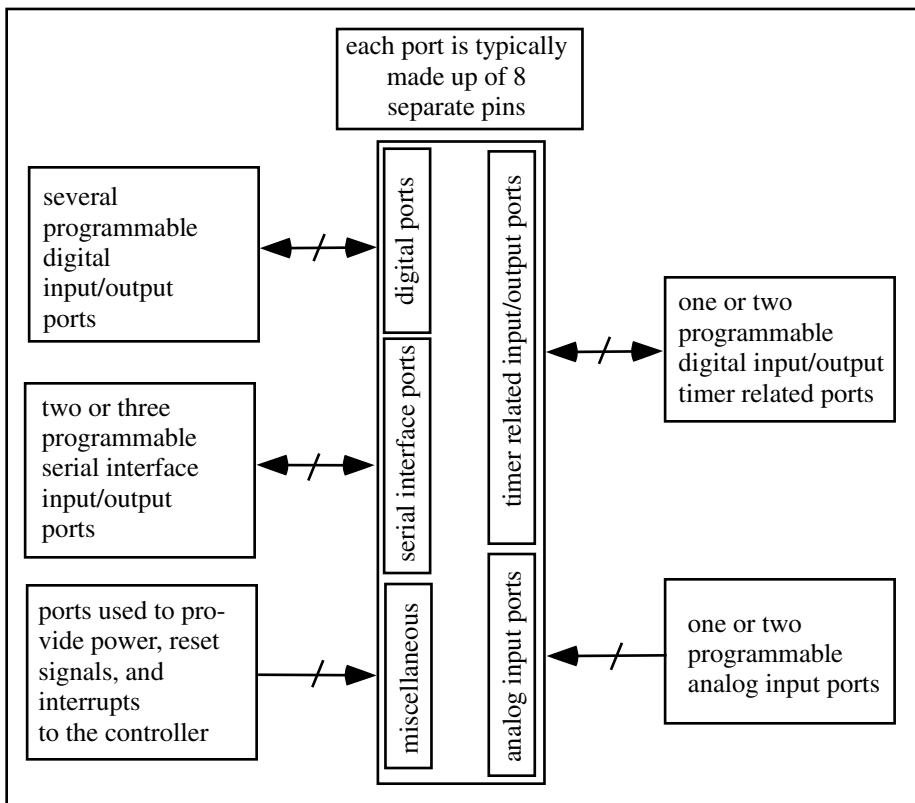 each port is typically
made up of 8
separate pins
several
programmable
digital
input/output
ports
two or three
programmable
serial interface
input/output
ports
ports used to pro-
vide power, reset
signals, and
interrupts
to the controller
digital ports
serial interface ports
miscellaneous
timer related input/output ports
analog input ports
one or two
programmable
digital input/output
timer related ports
one or two
programmable
analog input ports